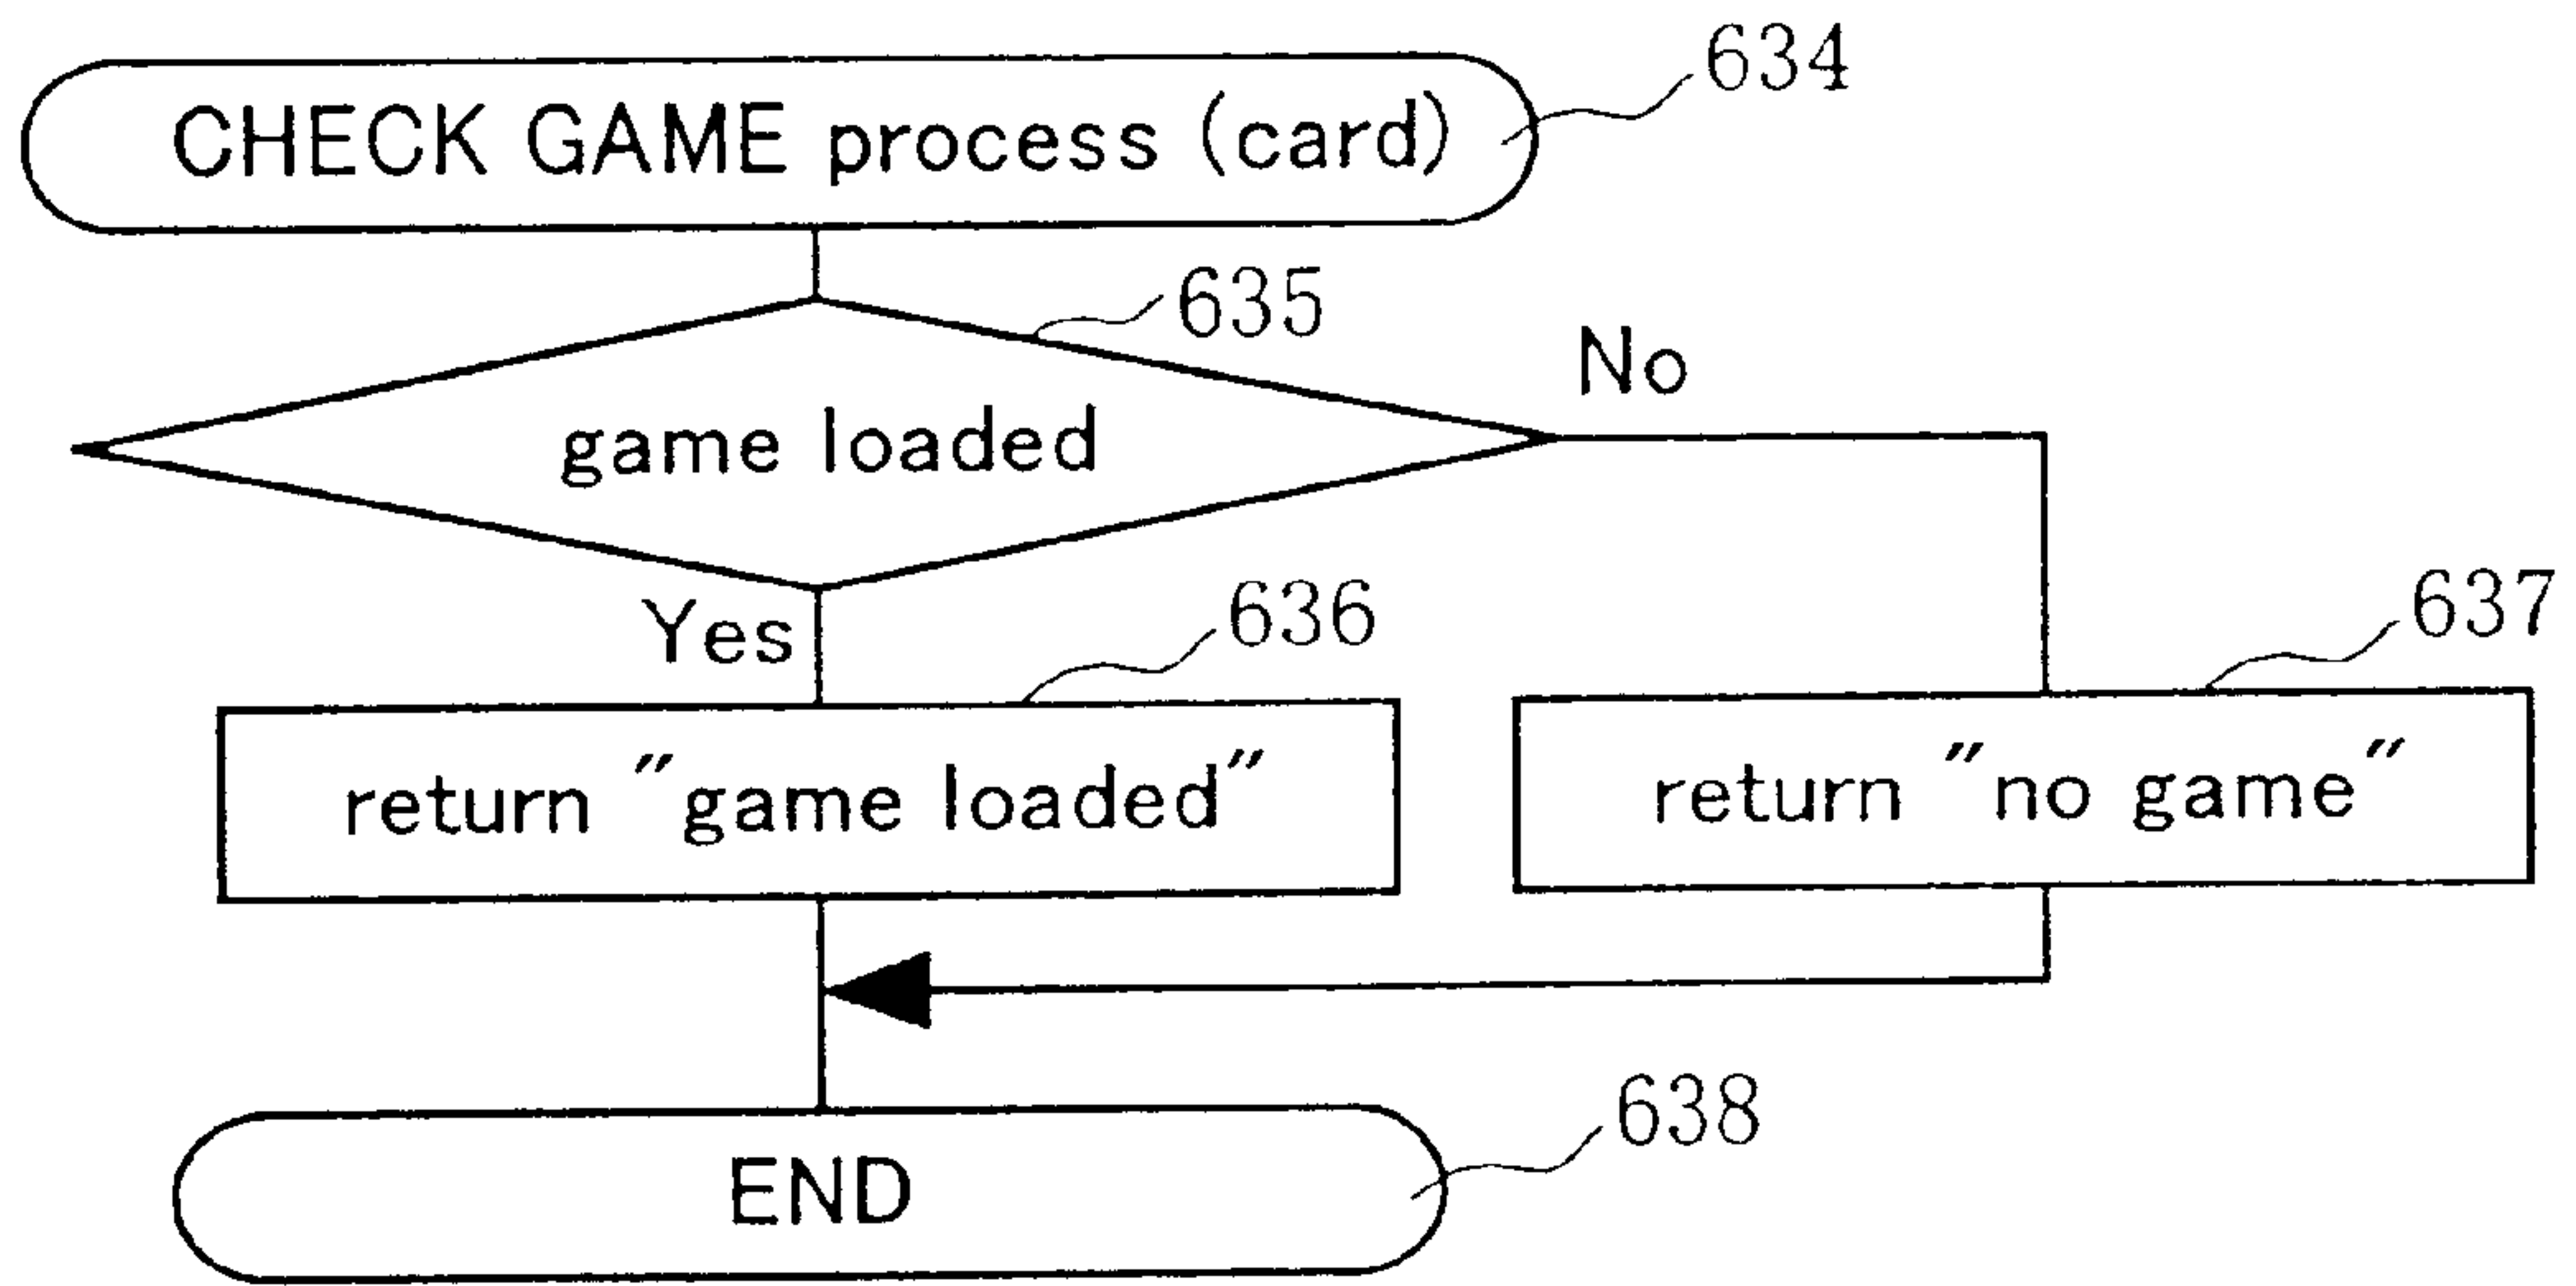 634
CHECK GAME process (card)
635
No
game loaded
Yes
636
637
return "game loaded"
return "no game"
638
END